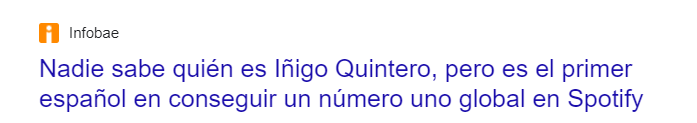 Infobae
Nadie sabe quién es Iñigo Quintero, pero es el primer
español en conseguir un número uno global en Spotify